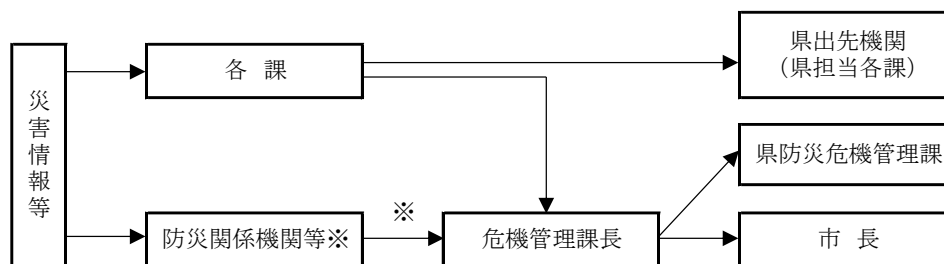 災害情報等
各 課
県出先機関
（県担当各課）
県防災危機管理課
防災関係機関等※
※
危機管理課長
市 長